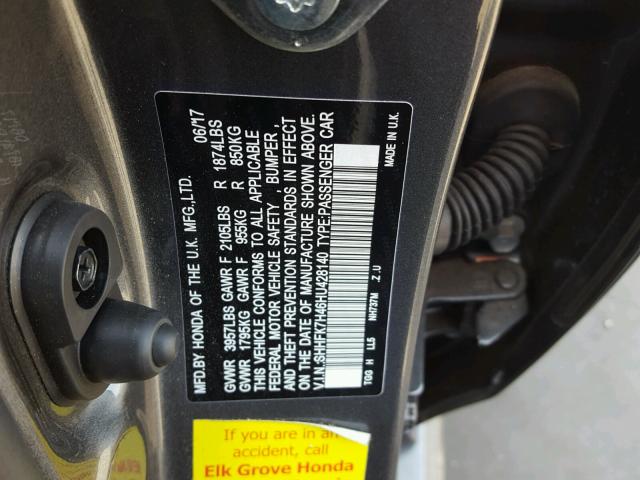 MFD.BY HONDA OF THE U.K. MFG.,LTD. 06/17
GVWR 3957LBS GAWR F 2105LBS R 1874LBS
GVWR 1795KG GAWR F 955KG R 850KG
THIS VEHICLE CONFORMS TO ALL APPLICABLE
FEDERAL MOTOR VEHICLE SAFETY , BUMPER ,
AND THEFT PREVENTION STANDARDS IN EFFECT
ON THE DATE OF MANUFACTURE SHOWN ABOVE.
V.I.N.:SHHFK7H46HU428140 TYPE:PASSENGER CAR
TGG H LL5 NH737M .Z.U MADE IN U.K.
If you are in an
accident, call
Elk Grove Honda